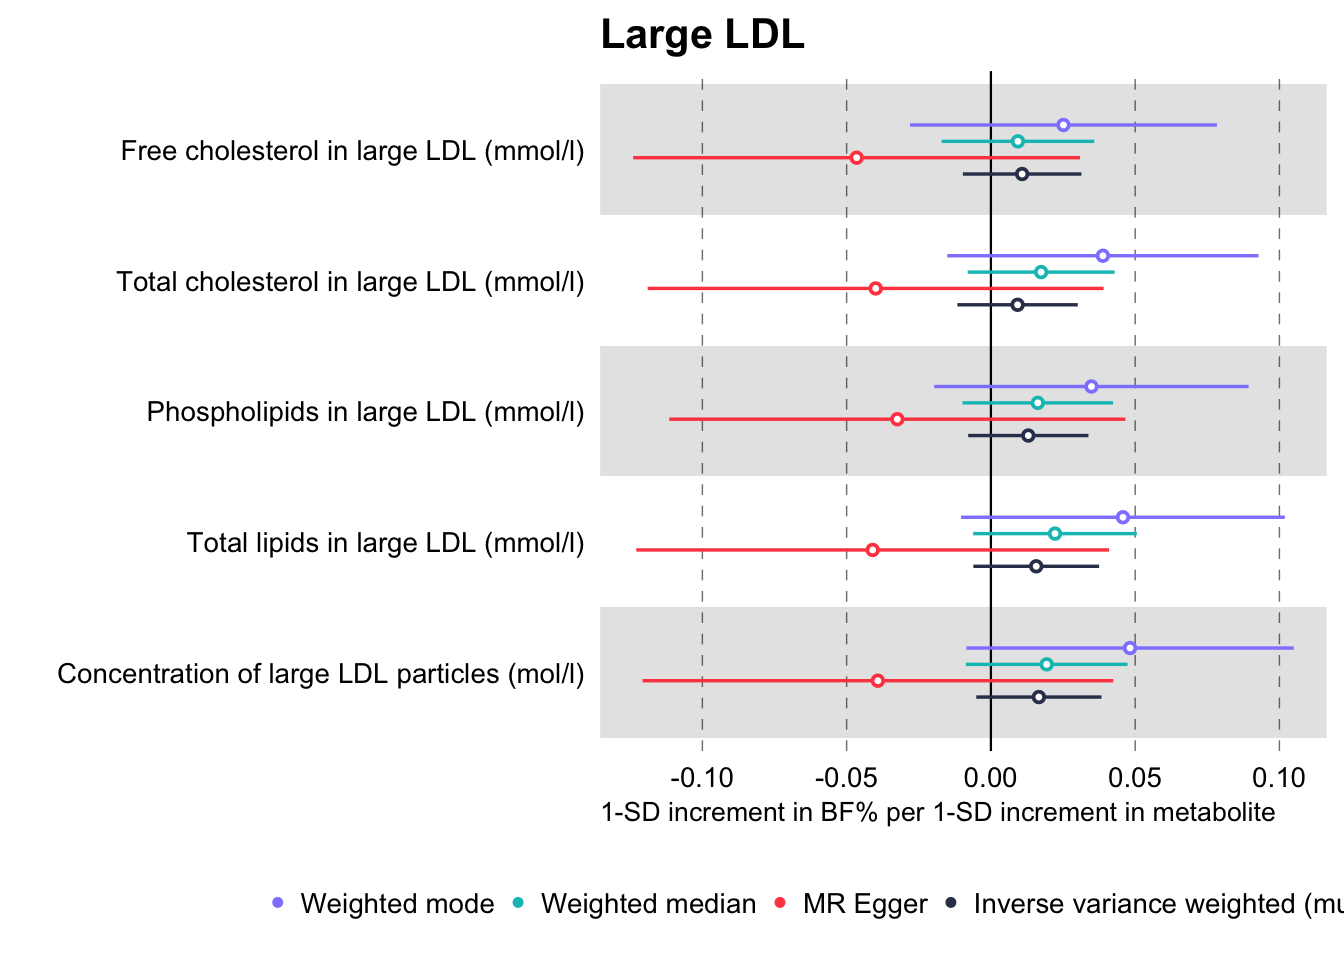 Large LDL
Free cholesterol in large LDL (mmol/l)
Total cholesterol in large LDL (mmol/l)
Phospholipids in large LDL (mmol/l)
Total lipids in large LDL (mmol/l)
Concentration of large LDL particles (mol/l)
-0.10 -0.05 0.00 0.05 0.10
1-SD increment in BF% per 1-SD increment in metabolite
Weighted mode Weighted median MR Egger Inverse variance weighted